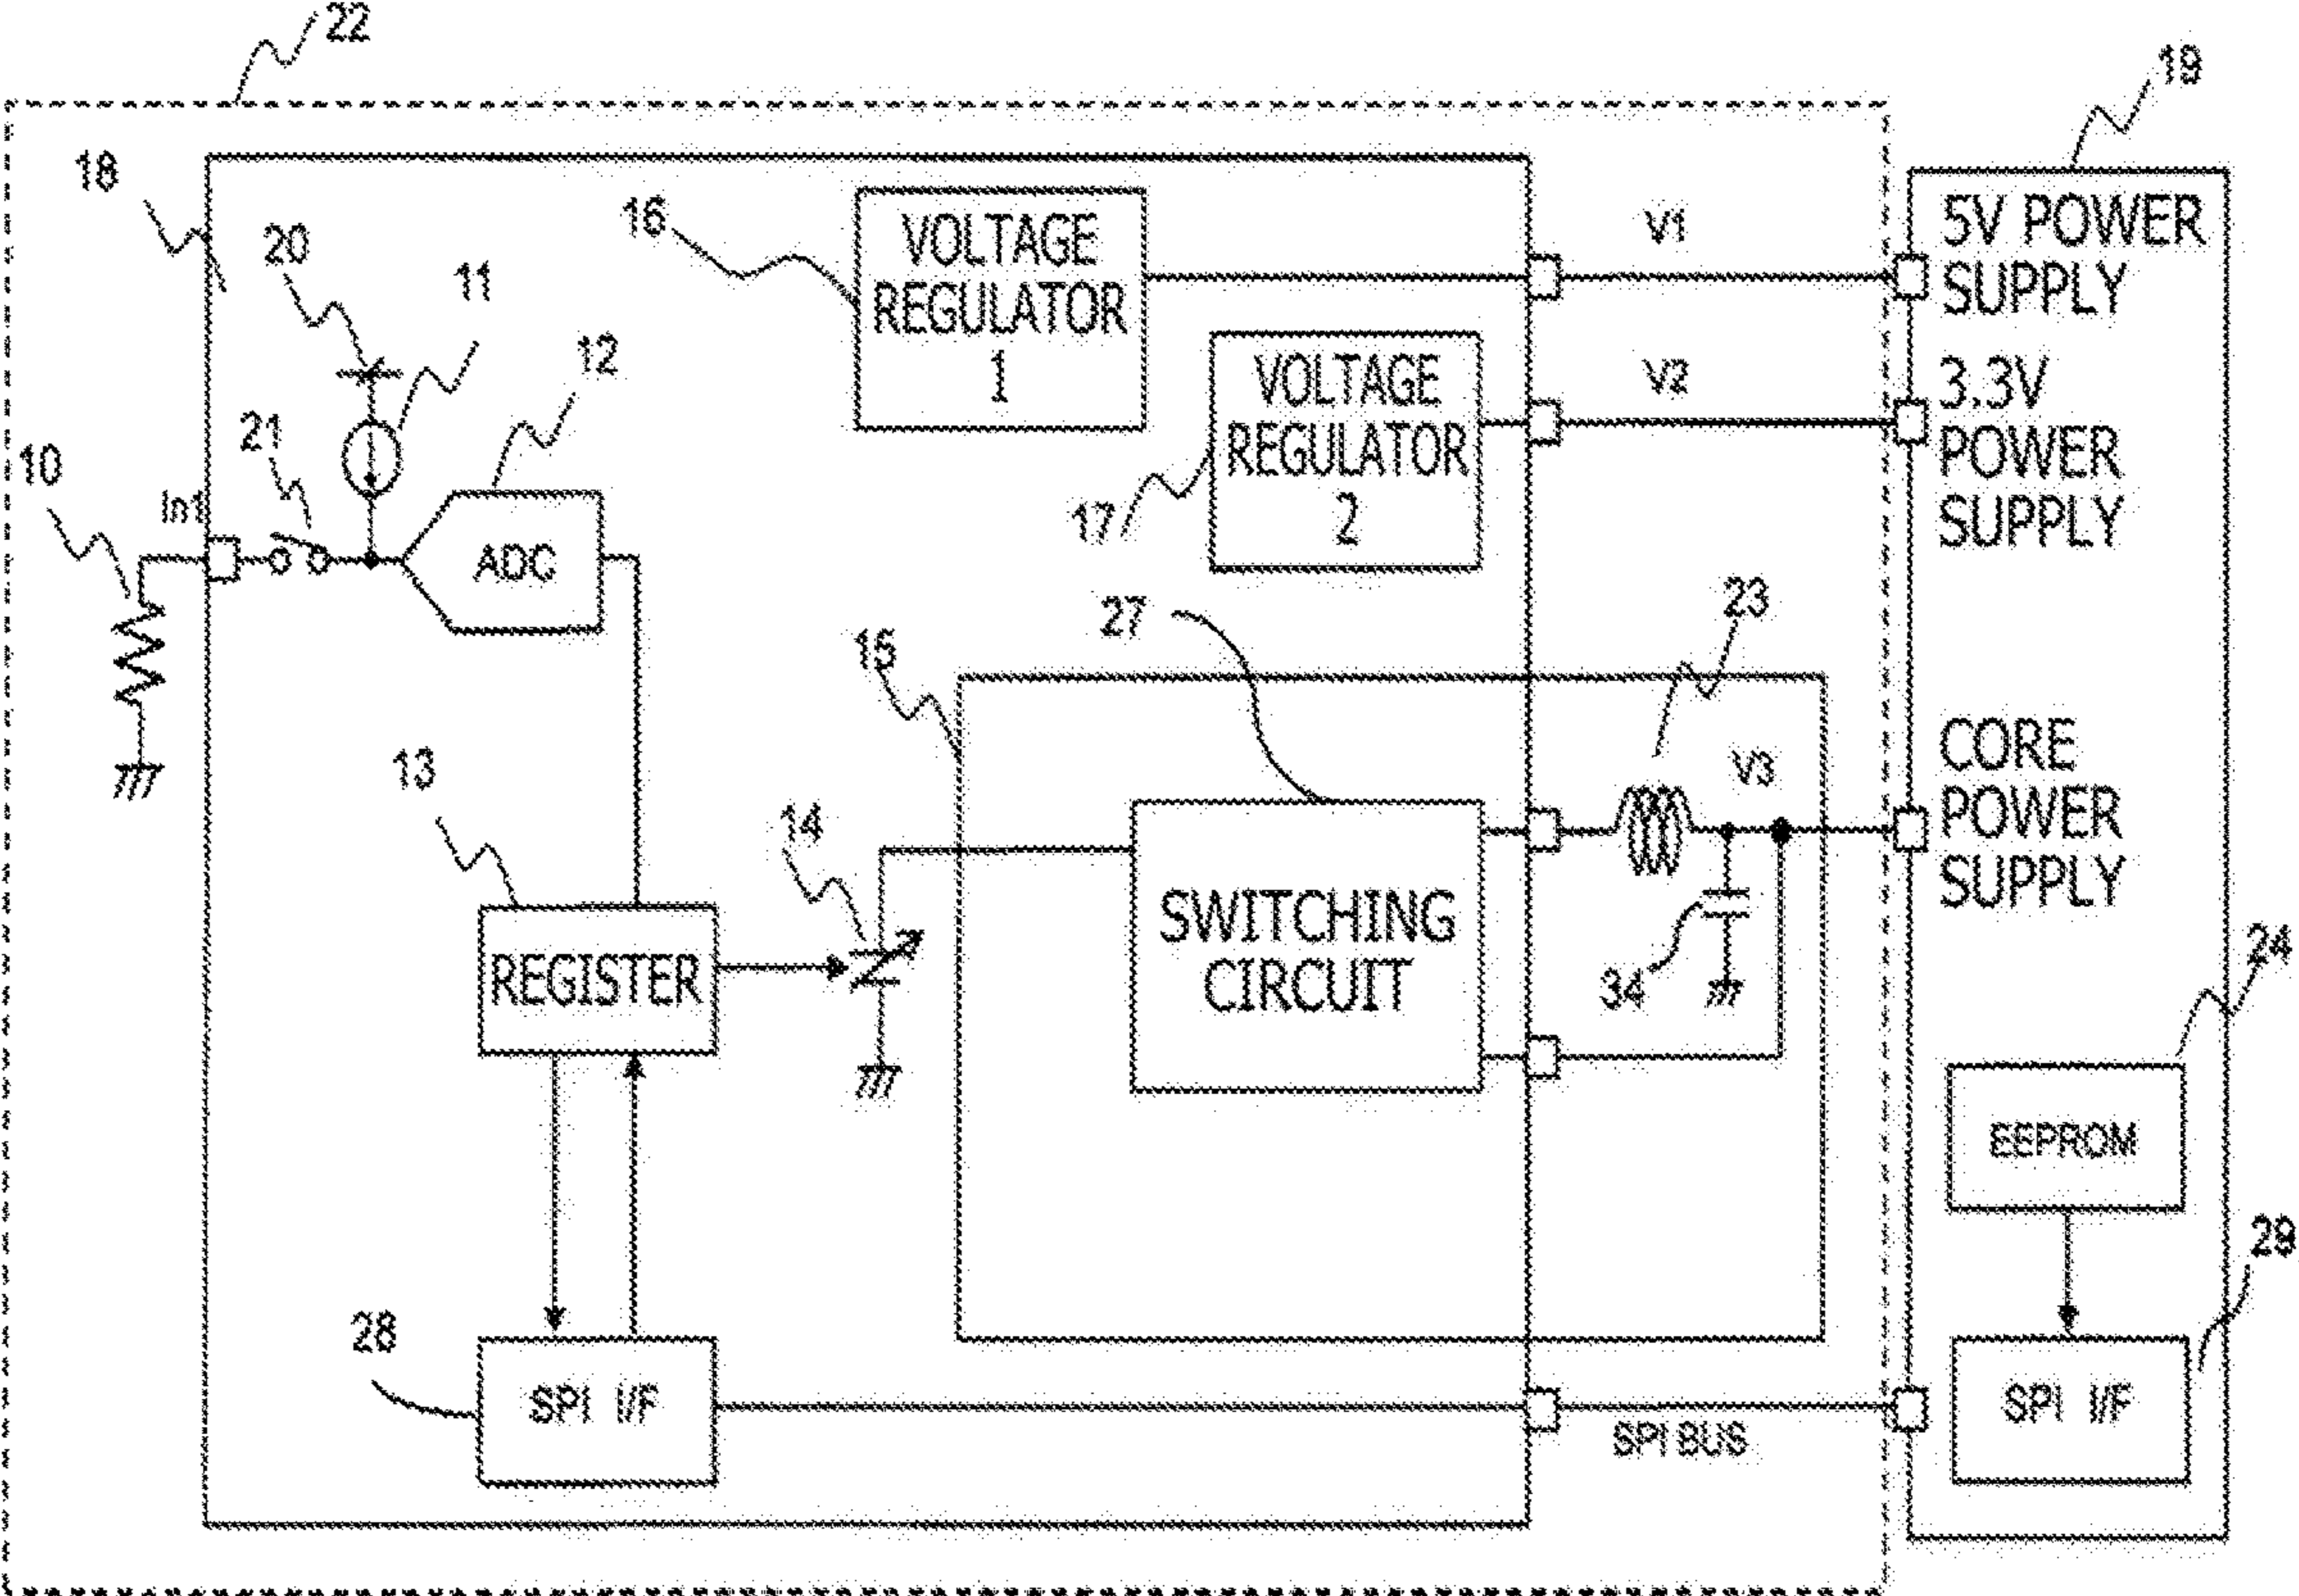 22
19
18
16
VOLTAGE
REGULATOR
1
V1
5V POWER
SUPPLY
20
11
12
VOLTAGE
REGULATOR
2
V2
3.3V
POWER
SUPPLY
10
21
In1
ADC
17
27
23
15
13
14
V3
CORE
POWER
SUPPLY
REGISTER
SWITCHING
CIRCUIT
34
24
EEPROM
29
28
SPI I/F
SPI BUS
SPI I/F